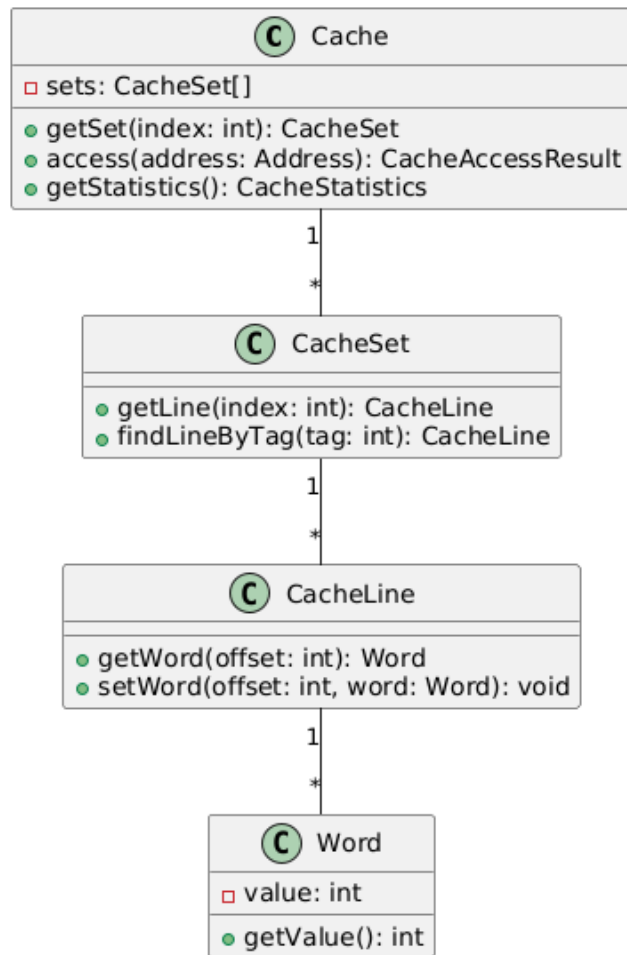 C Cache
sets: CacheSet[]
getSet(index: int): CacheSet
access(address: Address): CacheAccessResult
getStatistics(): CacheStatistics
1
*
C CacheSet
getLine(index: int): CacheLine
findLineByTag(tag: int): CacheLine
1
*
C CacheLine
getWord(offset: int): Word
setWord(offset: int, word: Word): void
1
*
C Word
value: int
getValue(): int